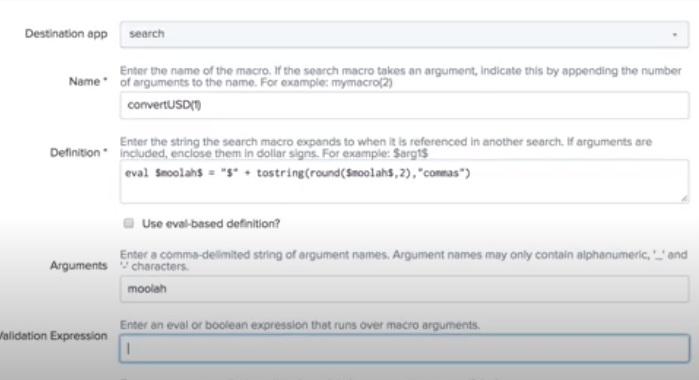 Destination app
search
Enter the name of the macro. If the search macro takes an argument, indicate this by appending the number
Name *
of arguments to the name. For example: mymacro(2)
convertUSD(1)
Enter the string the search macro expands to when it is referenced in another search. If arguments are
Definition *
included, enclose them in dollar signs. For example: $arg1$
eval $moolah$ = "$" + tostring(round($moolah$,2),"commas")
Use eval-based definition?
Enter a comma-delimited string of argument names. Argument names may only contain alphanumeric, '_' and
Arguments
'-' characters.
moolah
Enter an eval or boolean expression that runs over macro arguments.
Validation Expression